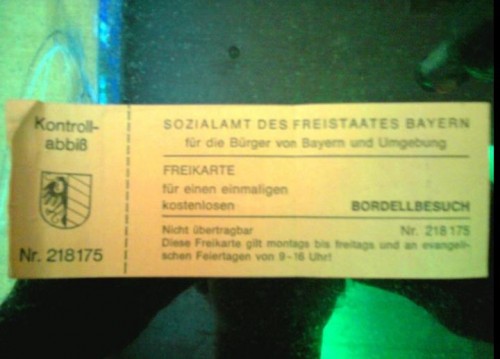 Kontroll-
abbiß
Nr. 218175
SOZIALAMT DES FREISTAATES BAYERN
für die Bürger von Bayern und Umgebung
FREIKARTE
für einen einmaligen
kostenlosen BORDELLBESUCH
Nicht übertragbar Nr. 218175
Diese Freikarte gilt montags bis freitags und an evangeli-
schen Feiertagen von 9-16 Uhr!